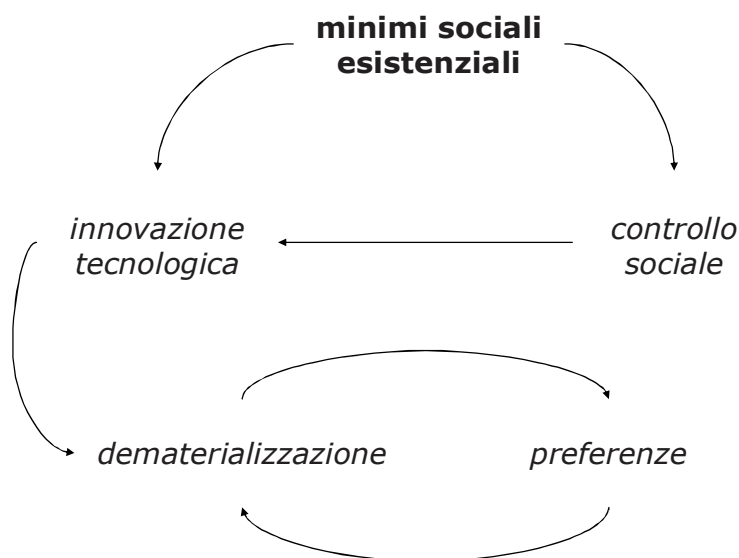 minimi sociali
esistenziali
innovazione
tecnologica
controllo
sociale
dematerializzazione
preferenze